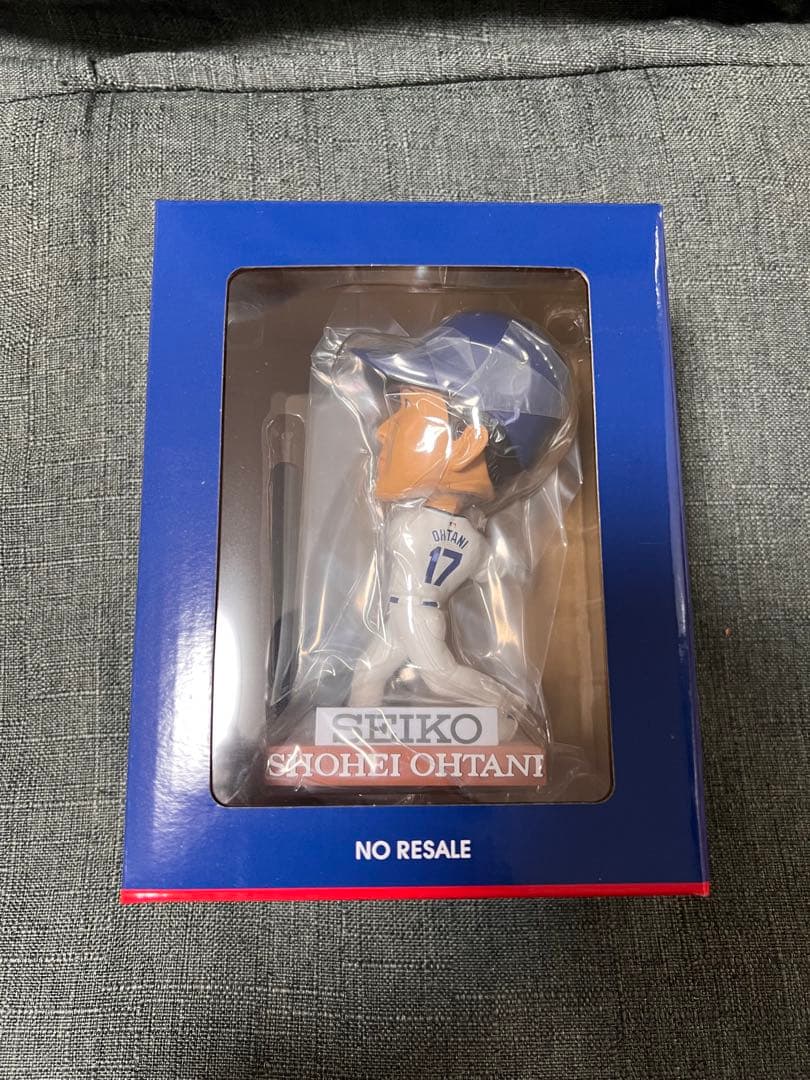 OHTANI
17
SEIKO
SHOHEI OHTANI
NO RESALE